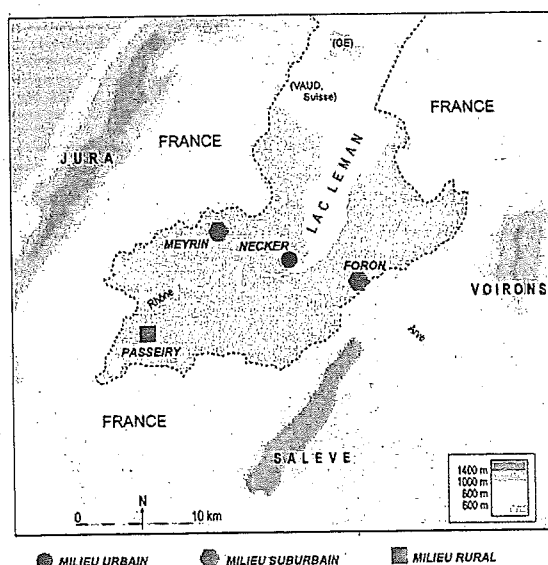 (GE)
(VAUD, Suisse)
FRANCE
FRANCE
JURA
LAC LEMAN
MEYRIN
NECKER
FORON
VOIRONS
Rhône
Arve
PASSEIRY
FRANCE
SALEVE
1400 m
1000 m
800 m
600 m
N
0 10 km
MILIEU URBAIN MILIEU SUBURBAIN MILIEU RURAL